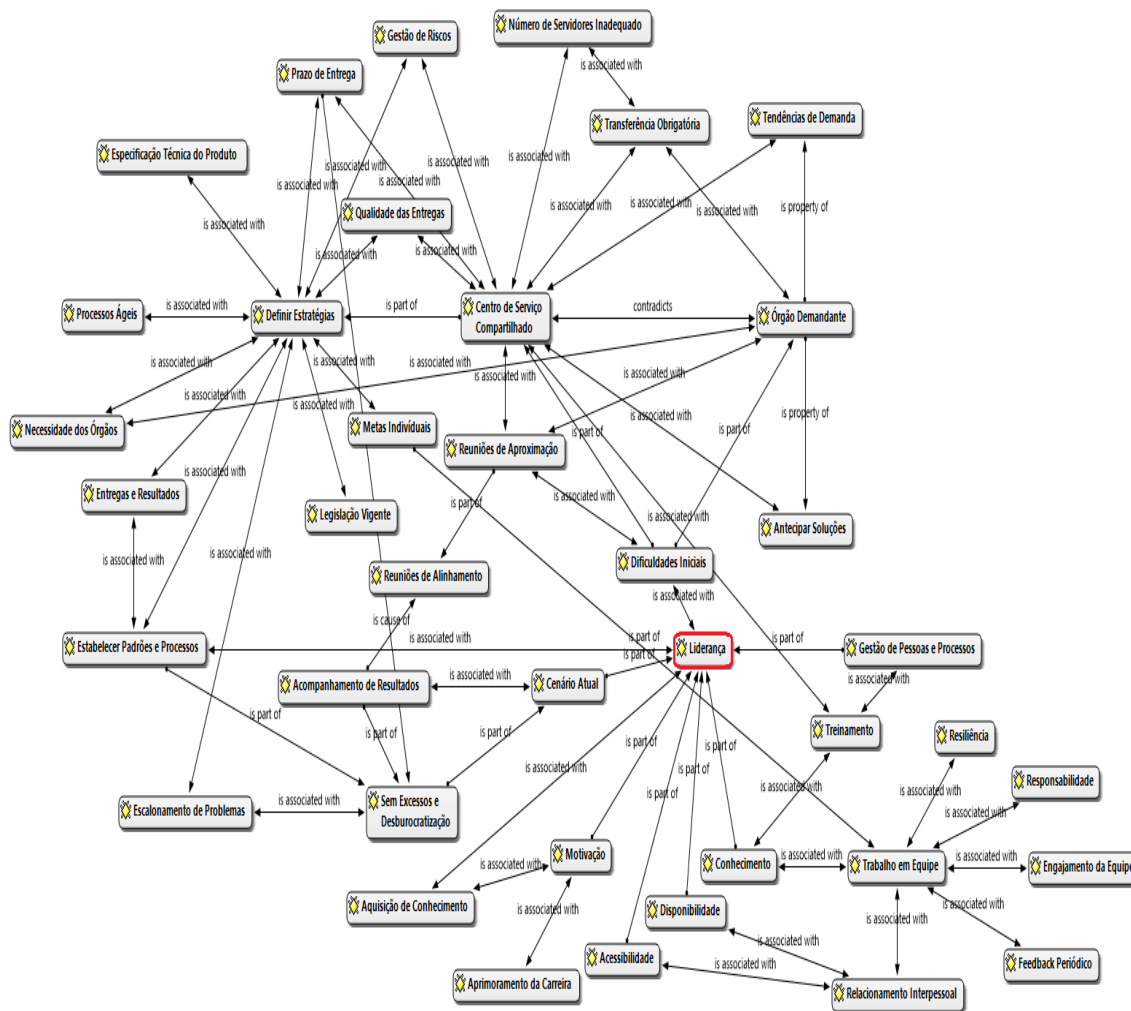 Número de Servidores Inadequado
Gestão de Riscos
is associated with
Prazo de Entrega
Transferência Obrigatória
Tendências de Demanda
Especificação Técnica do Produto
is associated with
is associated with
is associated with
is associated with
is associated with
is associated with
is property of
Qualidade das Entregas
is associated with
is associated with
is associated with
is associated with
is associated with
Processos Ágeis
is associated with
Definir Estratégias
is part of
Centro de Serviço
Compartilhado
contradicts
Órgão Demandante
is associated with
is associated with
is associated with
is associated with
is associated with
is associated with
is associated with
is property of
Necessidade dos Órgãos
Metas Indivíduais
is part of
is part of
is associated with
Reuniões de Aproximação
is associated with
is associated with
Entregas e Resultados
is part of
is associated with
Legislação Vigente
is associated with
Antecipar Soluções
is associated with
is associated with
Dificuldades Iniciais
Reuniões de Alinhamento
is associated with
is cause of
Estabelecer Padrões e Processos
is associated with
is part of
Liderança
is part of
Gestão de Pessoas e Processos
is part of
is associated with
Acompanhamento de Resultados
is associated with
Cenário Atual
is part of
is part of
is part of
Treinamento
Resiliência
is part of
is part of
is associated with
is part of
Responsabilidade
Escalonamento de Problemas
is associated with
Sem Excessos e
Desburocratização
is associated with
is associated with
is associated with
Motivação
Conhecimento
is associated with
Trabalho em Equipe
is associated with
Engajamento da Equipe
is associated with
Aquisição de Conhecimento
is associated with
Disponibilidade
is associated with
is associated with
is associated with
Acessibilidade
is associated with
Feedback Periódico
Aprimoramento da Carreira
Relacionamento Interpessoal